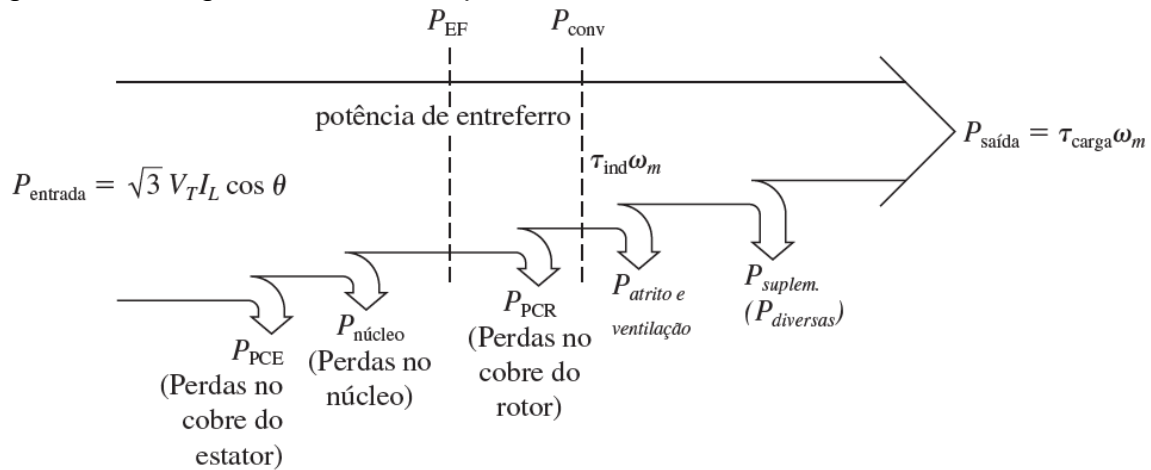 P_EF
P_conv
potência de entreferro
τ_ind ω_m
P_saída = τ_carga ω_m
P_entrada = √3 V_T I_L cos θ
P_PCE
(Perdas no
cobre do
estator)
P_núcleo
(Perdas no
núcleo)
P_PCR
(Perdas no
cobre do
rotor)
P_atrito e
ventilação
P_suplem.
(P_diversas)